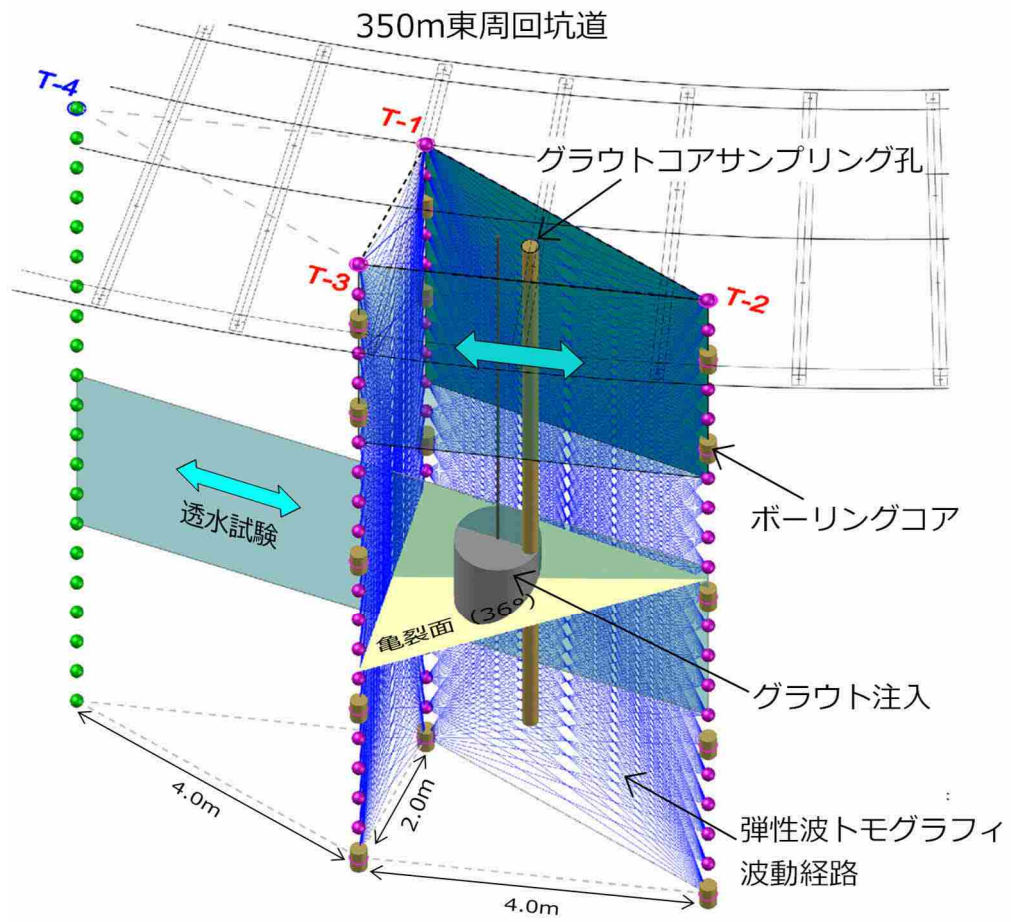 350m東周回坑道
T-4
T-1
グラウトコアサンプリング孔
T-3
T-2
透水試験
ボーリングコア
亀裂面 (36°)
グラウト注入
4.0m
2.0m
弾性波トモグラフィ
波動経路
4.0m